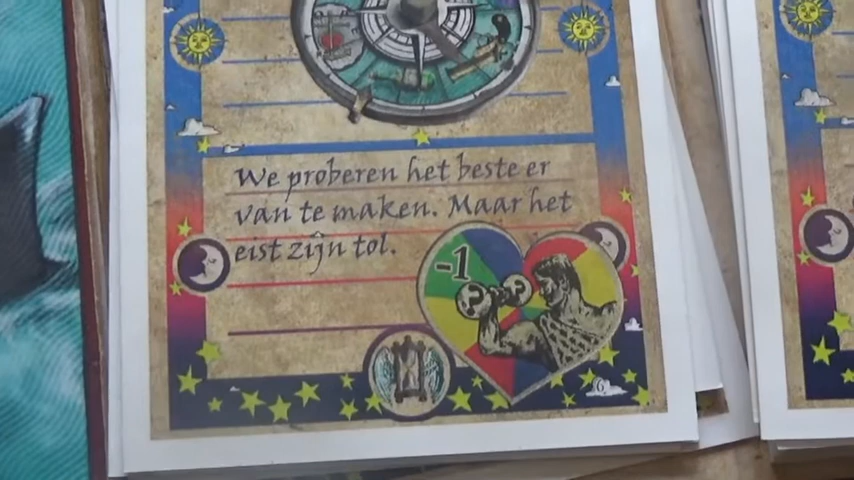 We proberen het beste er
van te maken. Maar het
eist zijn tol.
-1